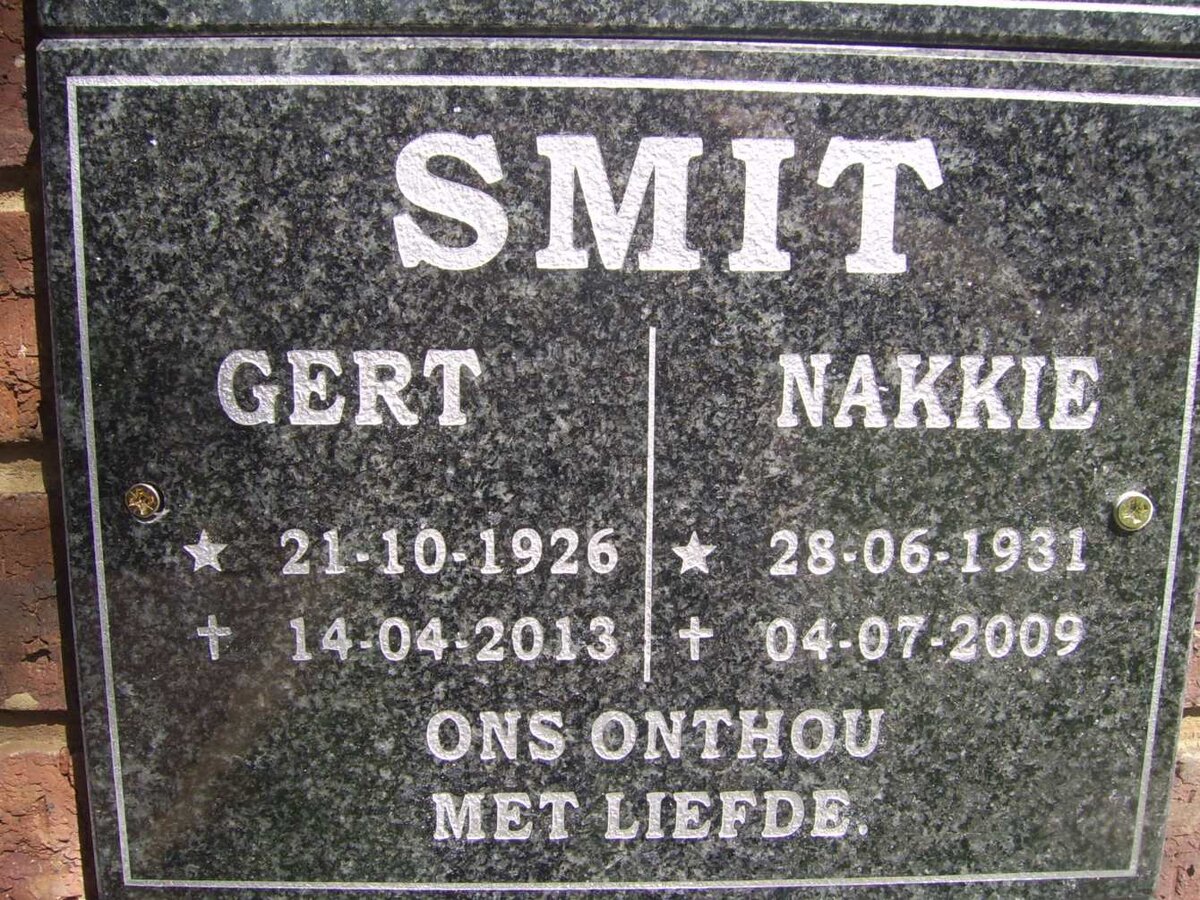 SMIT
GERT NAKKIE
★ 21-10-1926 ★ 28-06-1931
✝ 14-04-2013 ✝ 04-07-2009
ONS ONTHOU
MET LIEFDE.